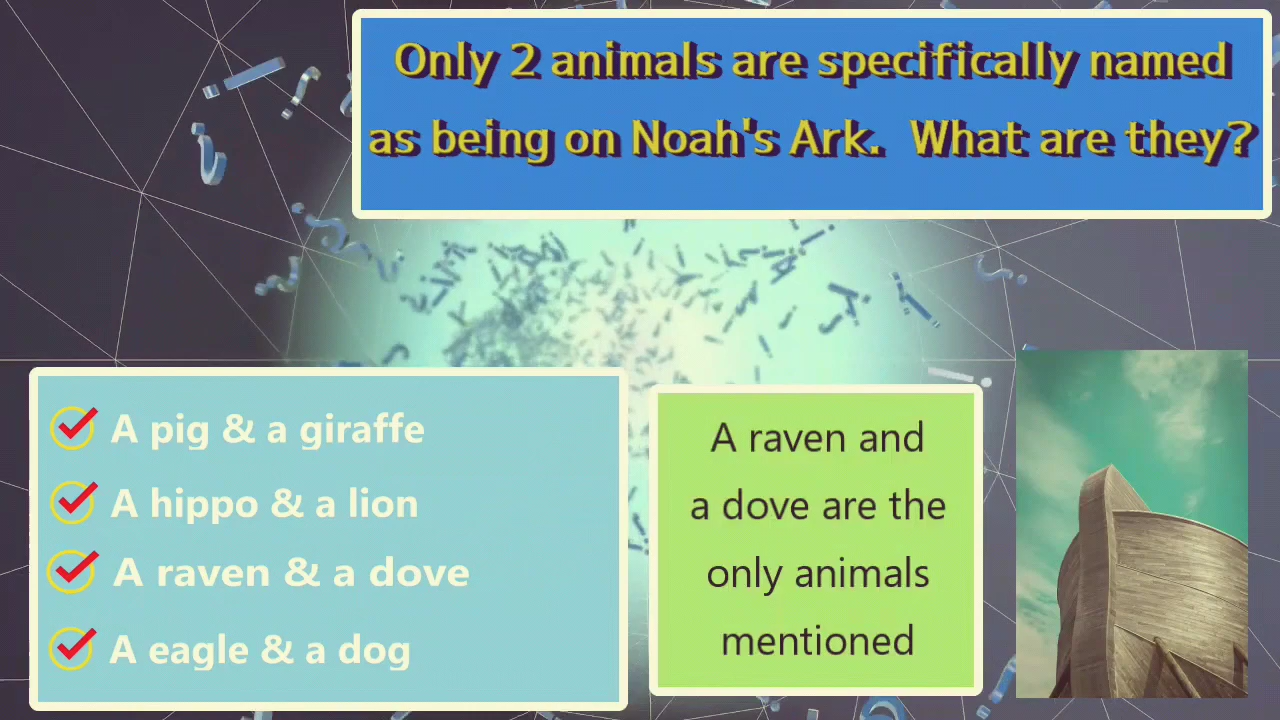 Only 2 animals are specifically named
as being on Noah's Ark. What are they?
A pig & a giraffe
A hippo & a lion
A raven & a dove
A eagle & a dog
A raven and
a dove are the
only animals
mentioned